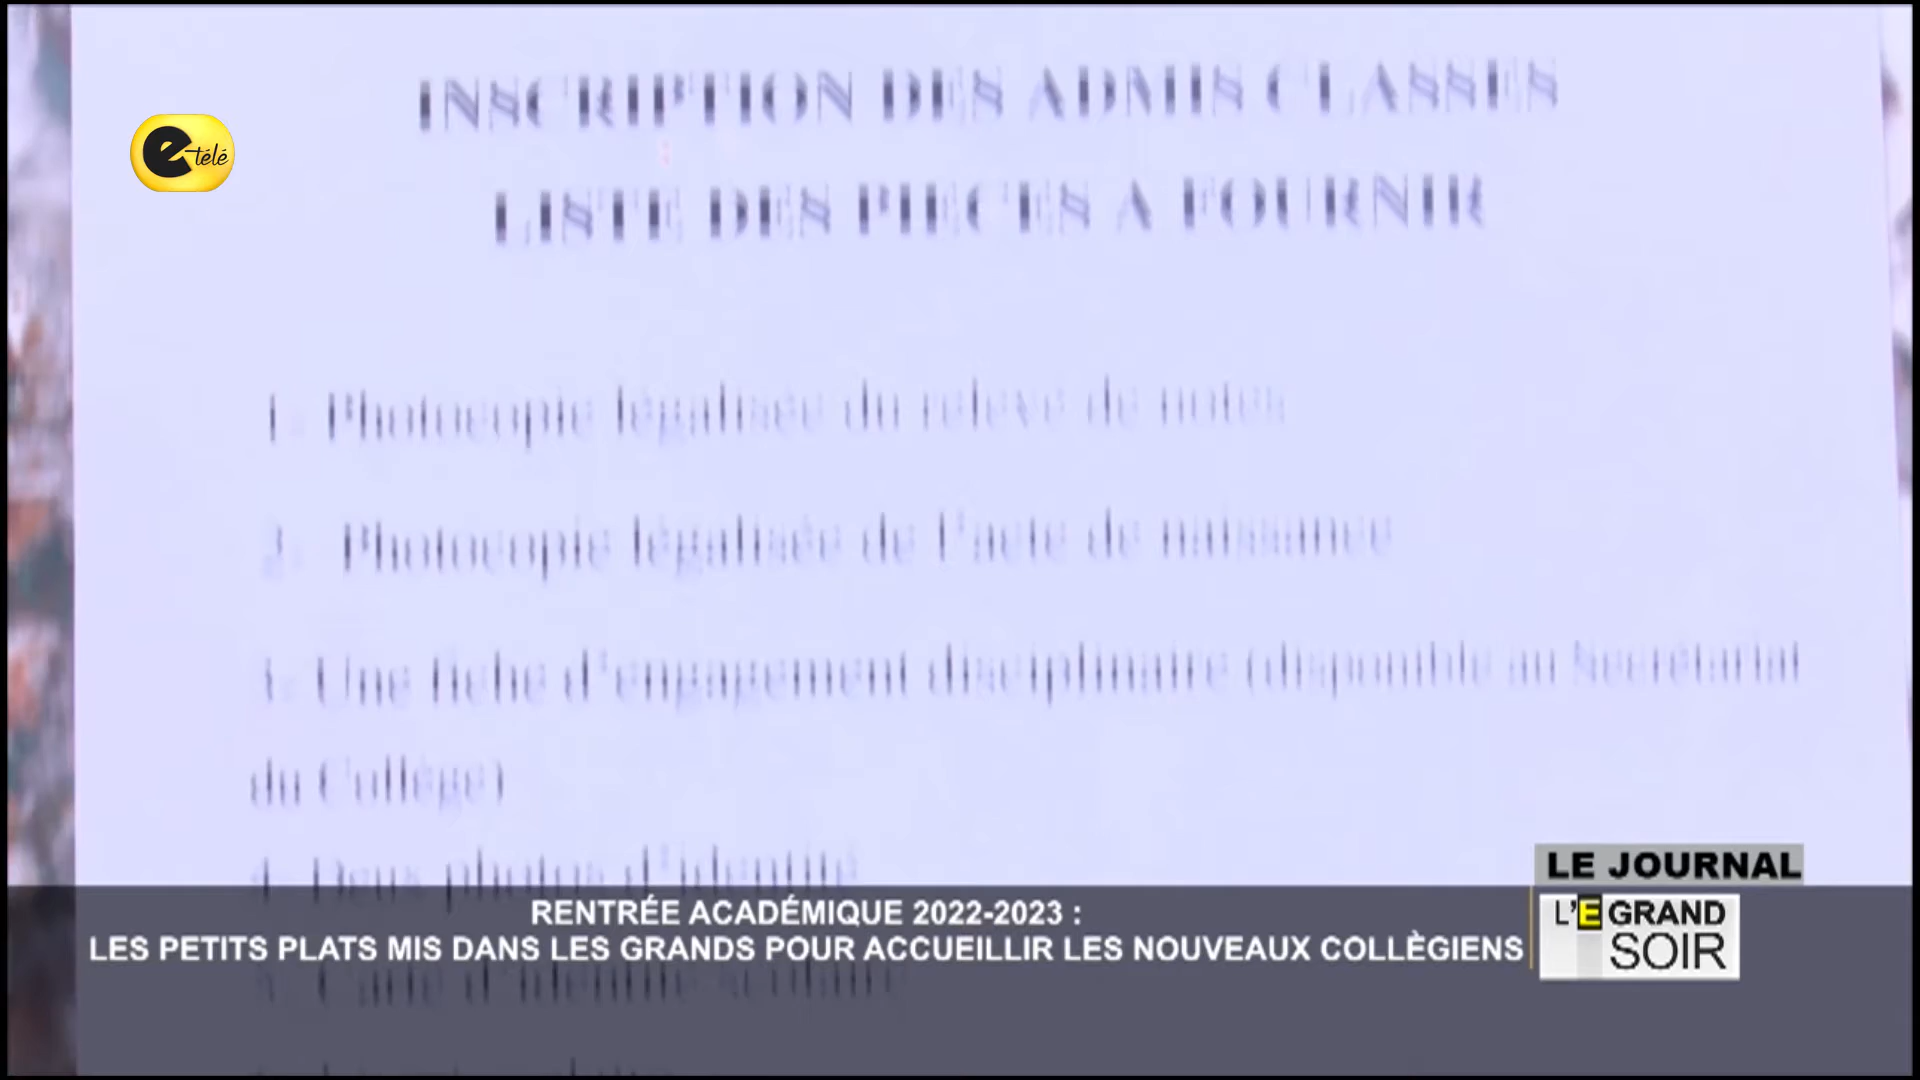 INSCRIPTION DES ADMIS CLASSES
LISTE DES PIECES A FOURNIR
e-télé
1- Photocopie légalisée du relevé de notes
2- Photocopie légalisée de l'acte de naissance
3- Une fiche d'engagement disciplinaire (disponible au Secrétariat
du Collège)
4- Deux photos d'identité
LE JOURNAL
RENTRÉE ACADÉMIQUE 2022-2023 :
LES PETITS PLATS MIS DANS LES GRANDS POUR ACCUEILLIR LES NOUVEAUX COLLÈGIENS
L'E GRAND
SOIR
Carte d'identité scolaire